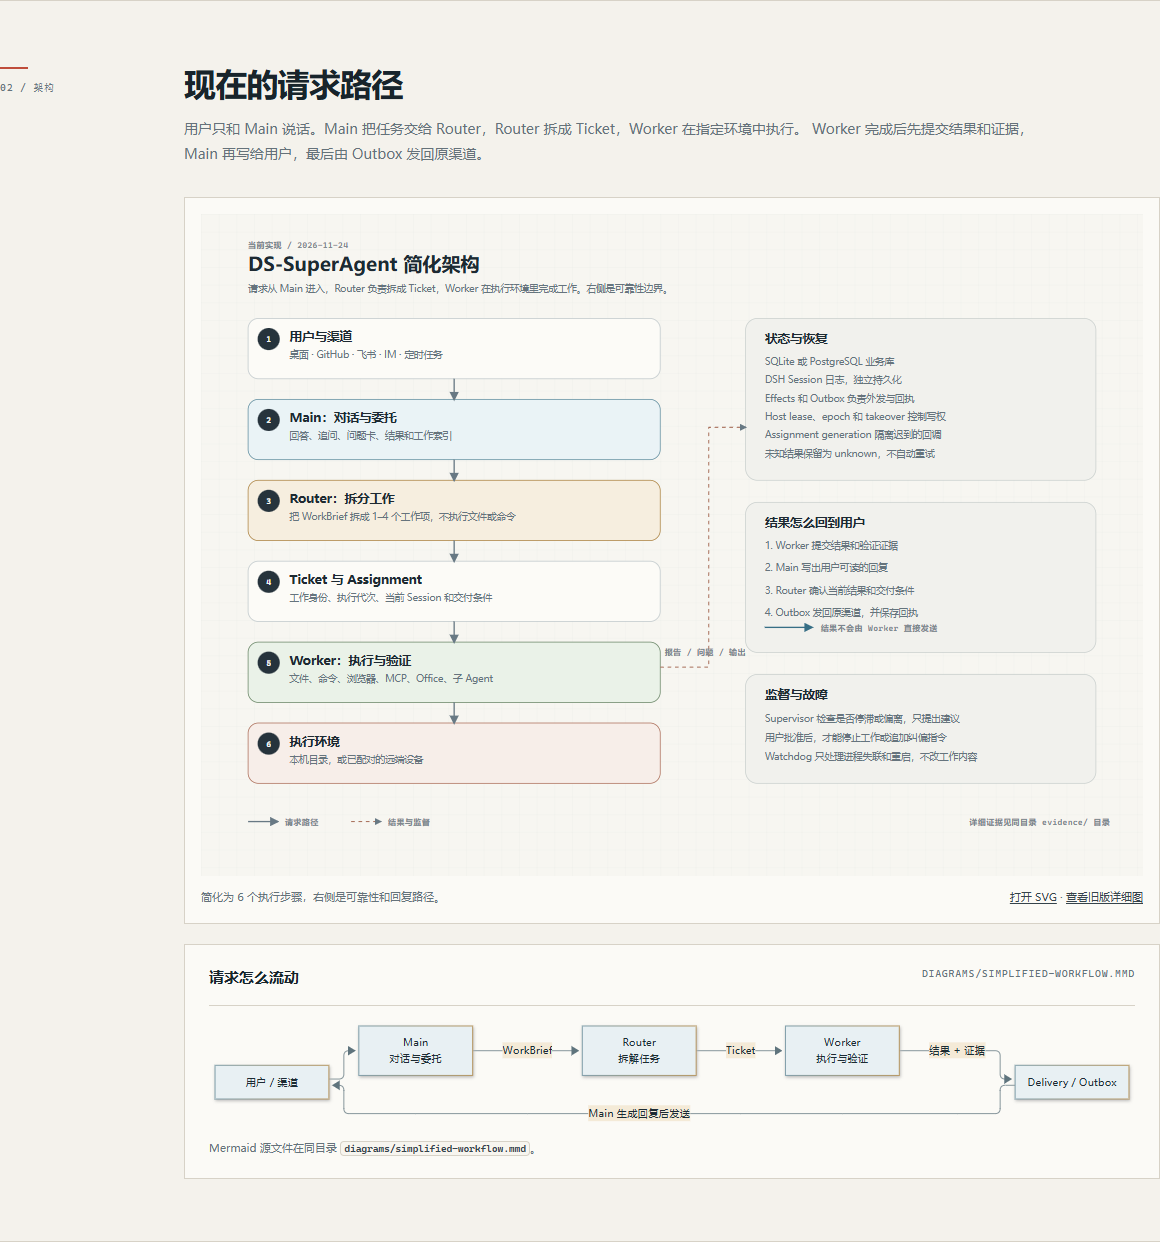 02 / 架构
现在的请求路径
用户只和 Main 说话。Main 把任务交给 Router，Router 拆成 Ticket，Worker 在指定环境中执行。 Worker 完成后先提交结果和证据，
Main 再写给用户，最后由 Outbox 发回原渠道。
当前实现 / 2026-11-24
DS-SuperAgent 简化架构
请求从 Main 进入，Router 负责拆成 Ticket，Worker 在执行环境里完成工作。右侧是可靠性边界。
1
用户与渠道
桌面 · GitHub · 飞书 · IM · 定时任务
2
Main：对话与委托
回答、追问、问题卡、结果和工作索引
3
Router：拆分工作
把 WorkBrief 拆成 1–4 个工作项，不执行文件或命令
4
Ticket 与 Assignment
工作身份、执行代次、当前 Session 和交付条件
5
Worker：执行与验证
文件、命令、浏览器、MCP、Office、子 Agent
6
执行环境
本机目录，或已配对的远端设备
报告 / 问题 / 输出
状态与恢复
SQLite 或 PostgreSQL 业务库
DSH Session 日志，独立持久化
Effects 和 Outbox 负责外发与回执
Host lease、epoch 和 takeover 控制写权
Assignment generation 隔离迟到的回调
未知结果保留为 unknown，不自动重试
结果怎么回到用户
1. Worker 提交结果和验证证据
2. Main 写出用户可读的回复
3. Router 确认当前结果和交付条件
4. Outbox 发回原渠道，并保存回执
结果不会由 Worker 直接发送
监督与故障
Supervisor 检查是否停滞或偏离，只提出建议
用户批准后，才能停止工作或追加纠偏指令
Watchdog 只处理进程失联和重启，不改工作内容
请求路径
结果与监督
详细证据见同目录 evidence/ 目录
简化为 6 个执行步骤，右侧是可靠性和回复路径。
打开 SVG · 查看旧版详细图
请求怎么流动
DIAGRAMS/SIMPLIFIED-WORKFLOW.MMD
用户 / 渠道
Main
对话与委托
WorkBrief
Router
拆解任务
Ticket
Worker
执行与验证
结果 + 证据
Delivery / Outbox
Main 生成回复后发送
Mermaid 源文件在同目录 diagrams/simplified-workflow.mmd。